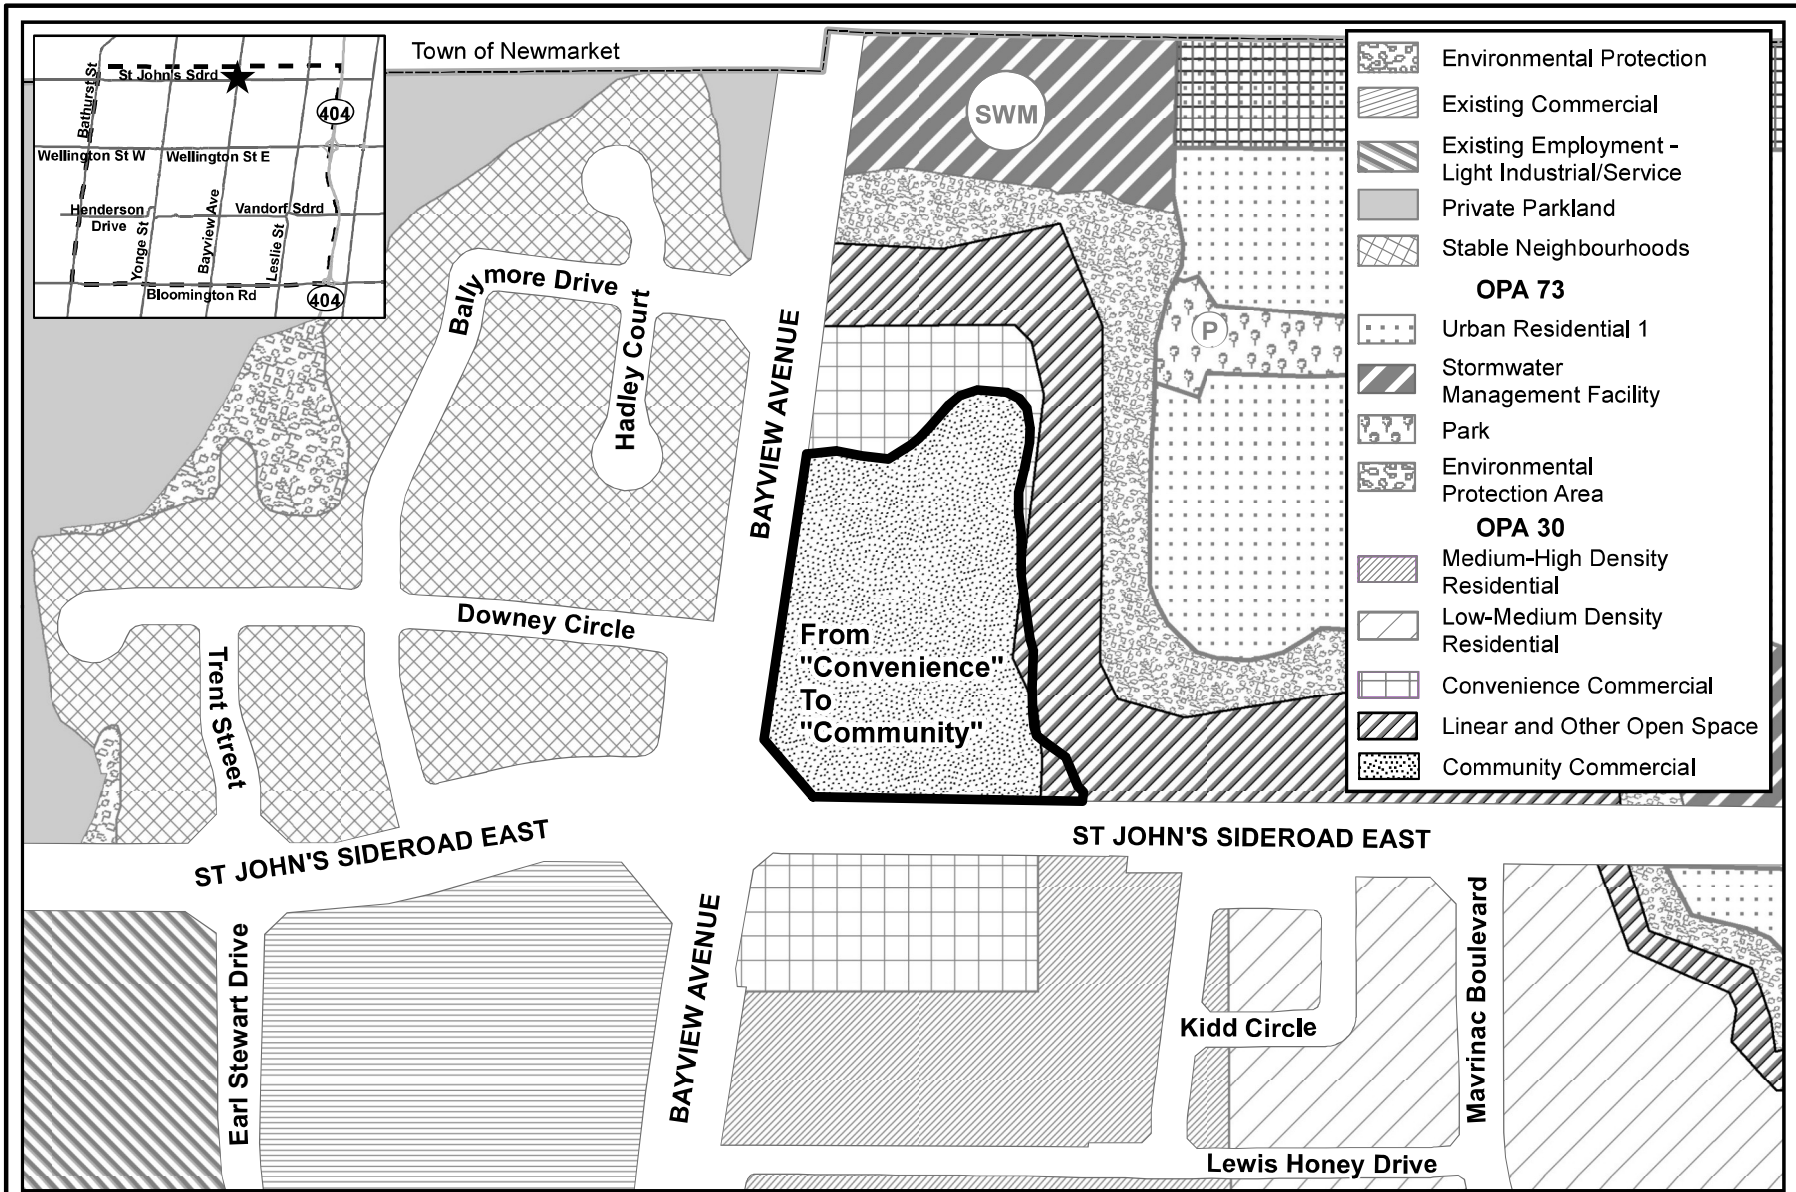 Town of Newmarket
St John's Sdrd
Bathurst St
404
Wellington St W
Wellington St E
Henderson
Drive
Yonge St
Bayview Ave
Leslie St
Vandorf Sdrd
Bloomington Rd
404
SWM
P
Ballymore Drive
Hadley Court
BAYVIEW AVENUE
Downey Circle
Trent Street
From
"Convenience"
To
"Community"
ST JOHN'S SIDEROAD EAST
ST JOHN'S SIDEROAD EAST
Earl Stewart Drive
BAYVIEW AVENUE
Kidd Circle
Mavrinac Boulevard
Lewis Honey Drive
Environmental Protection
Existing Commercial
Existing Employment -
Light Industrial/Service
Private Parkland
Stable Neighbourhoods
OPA 73
Urban Residential 1
Stormwater
Management Facility
Park
Environmental
Protection Area
OPA 30
Medium-High Density
Residential
Low-Medium Density
Residential
Convenience Commercial
Linear and Other Open Space
Community Commercial